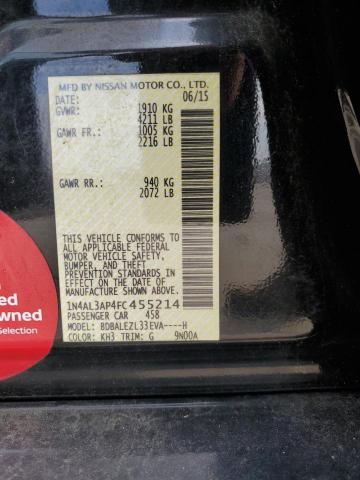 MFD BY NISSAN MOTOR CO., LTD.
DATE: 06/15
GVWR: 1910 KG
4211 LB
GAWR FR: 1005 KG
2216 LB
GAWR RR: 940 KG
2072 LB
THIS VEHICLE CONFORMS TO ALL
APPLICABLE FEDERAL
MOTOR VEHICLE SAFETY,
BUMPER, AND THEFT
PREVENTION STANDARDS
IN EFFECT ON THE DATE OF
MANUFACTURE SHOWN ABOVE.
1N4AL3AP4FC455214
PASSENGER CAR 458
MODEL: BDBALEZL33EVA----H
COLOR: KH3 TRIM: G 9N00A
ed
wned
Selection